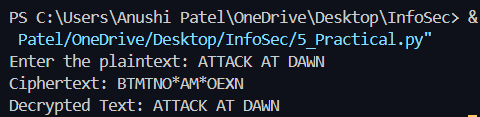 PS C:\Users\Anushi Patel\OneDrive\Desktop\InfoSec> &
Patel/OneDrive/Desktop/InfoSec/5_Practical.py"
Enter the plaintext: ATTACK AT DAWN
Ciphertext: BTMTNO*AM*OEXN
Decrypted Text: ATTACK AT DAWN